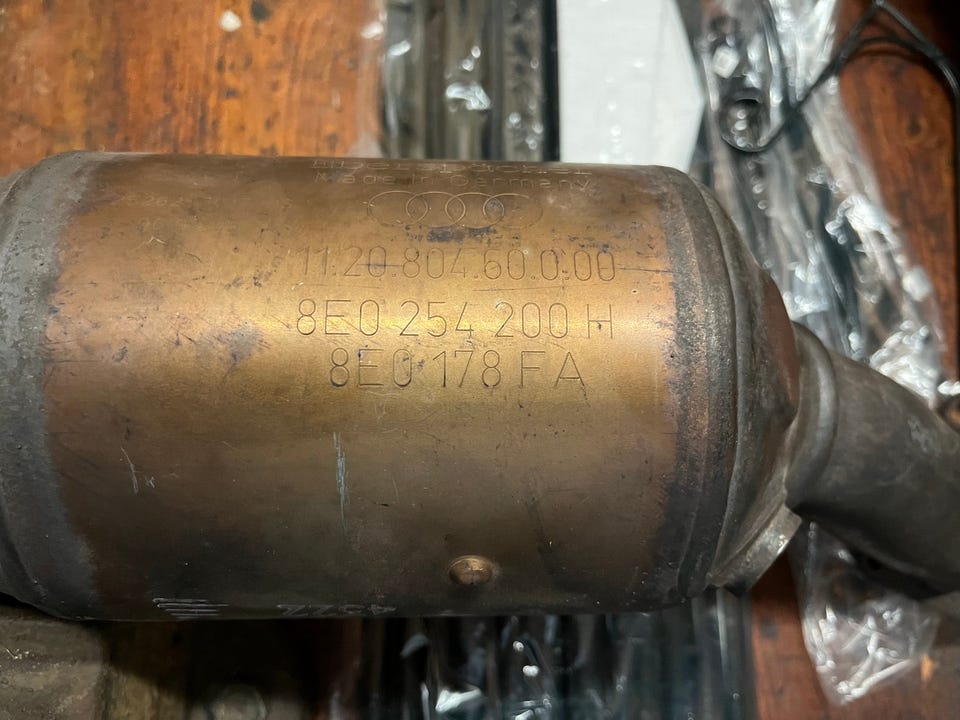 Made in Germany
11.20.804.60.0.00
8E0 254 200 H
8E0 178 FA